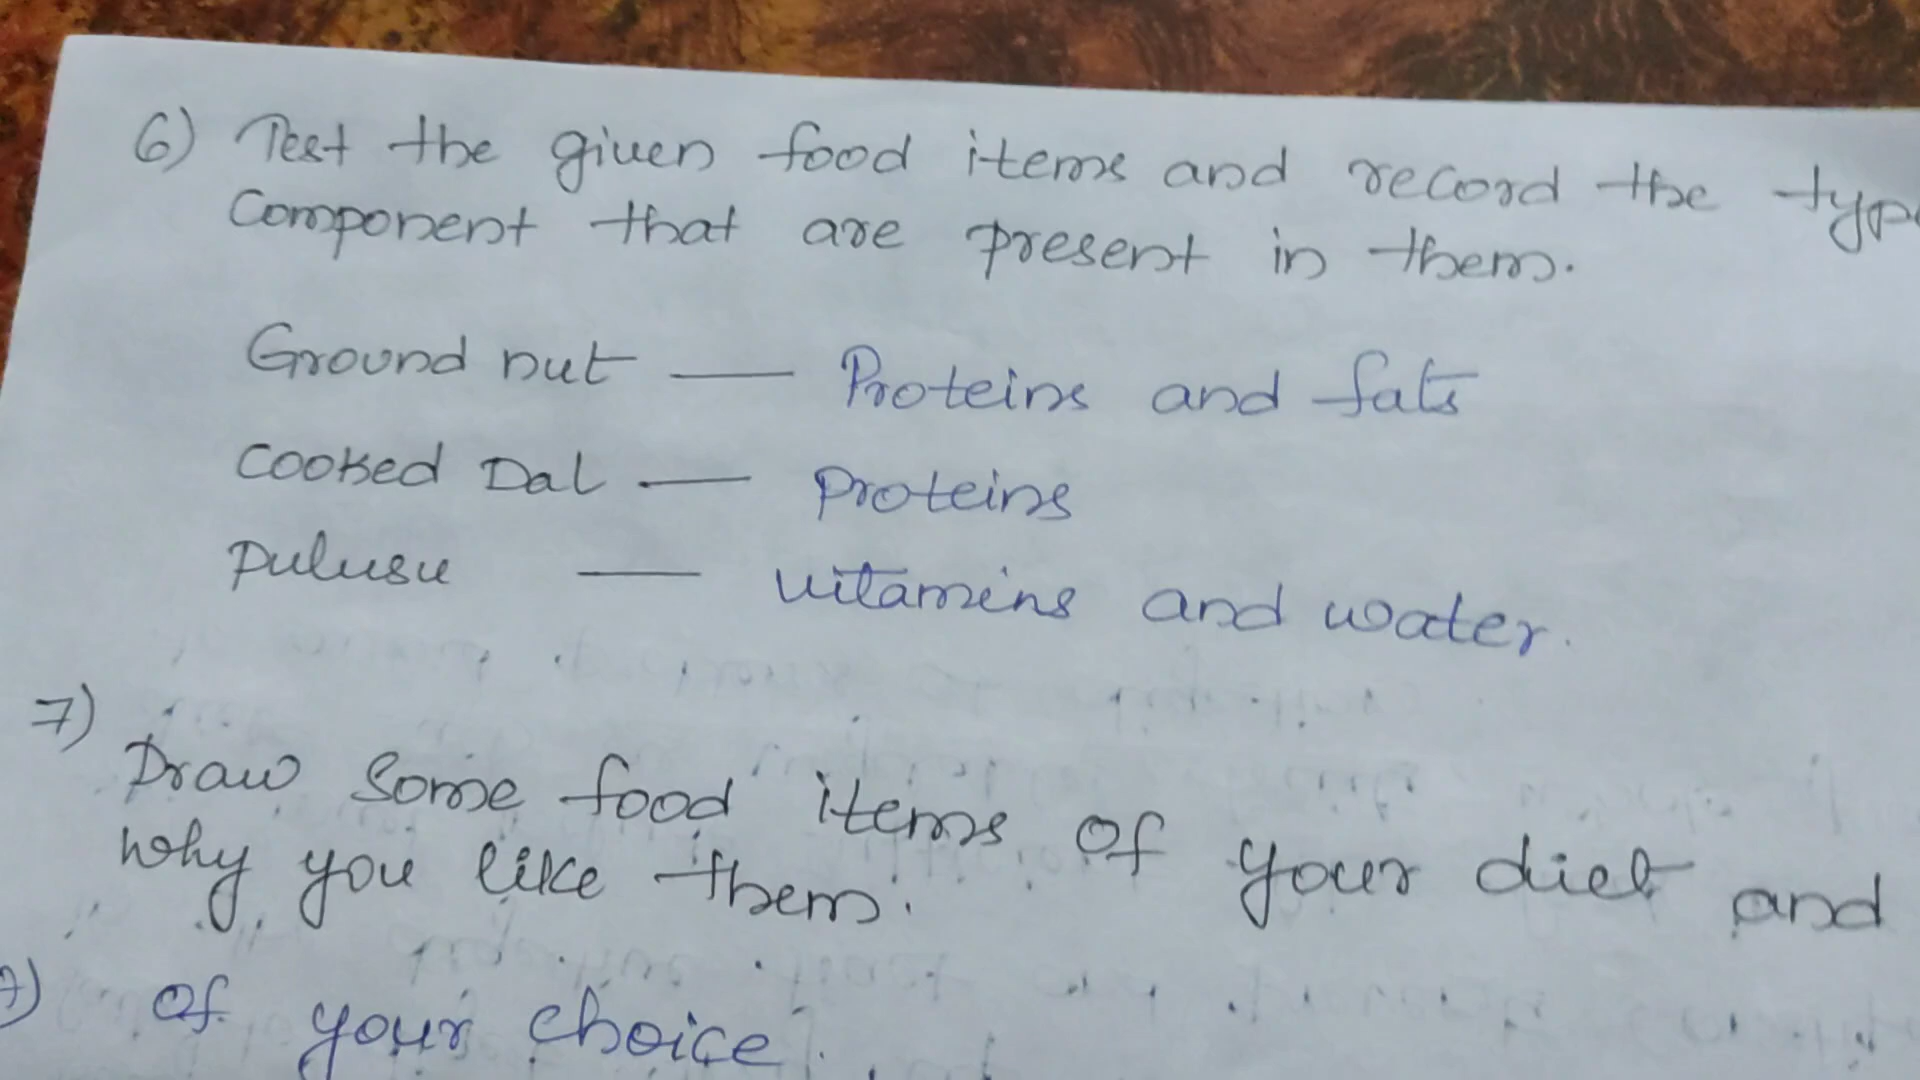 6) Test the given food items and record the
component that are present in them.
Ground nut — Proteins and fats
cooked Dal — proteins
pulusu — vitamins and water.
7)
Draw some food items of your diet and
why you like them.
of your choice.